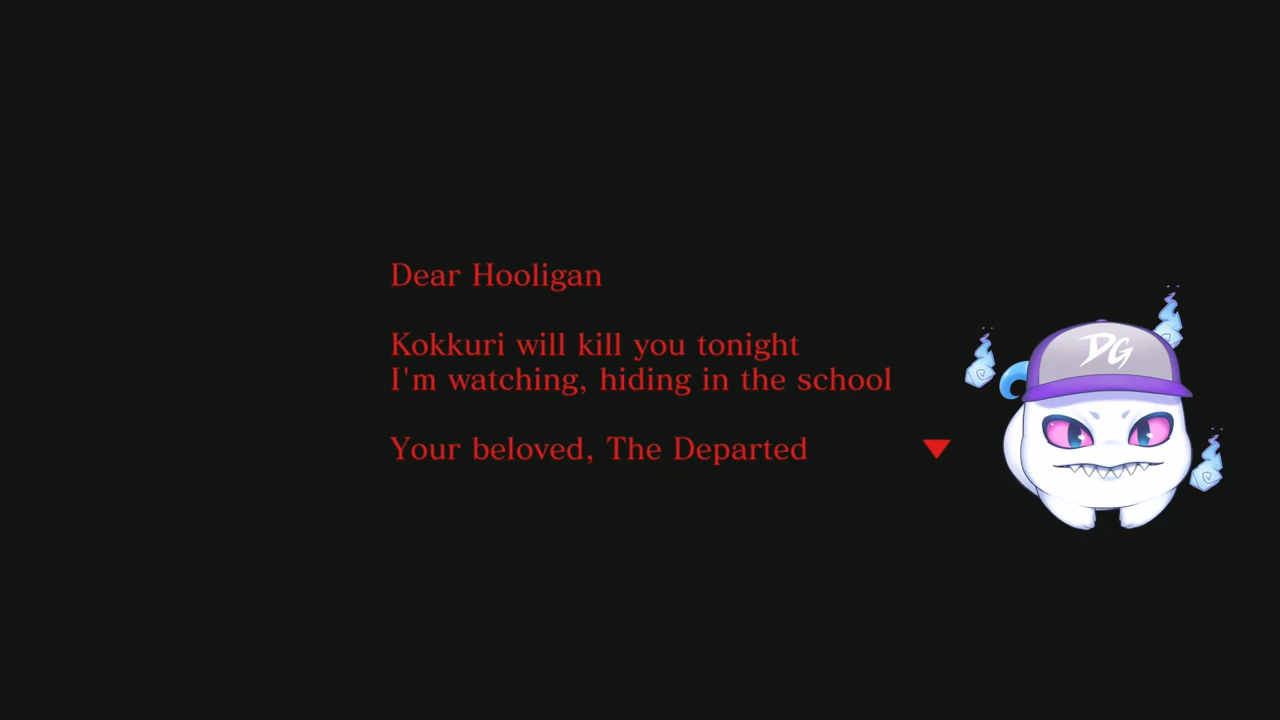 Dear Hooligan
Kokkuri will kill you tonight
I'm watching, hiding in the school
Your beloved, The Departed
DG